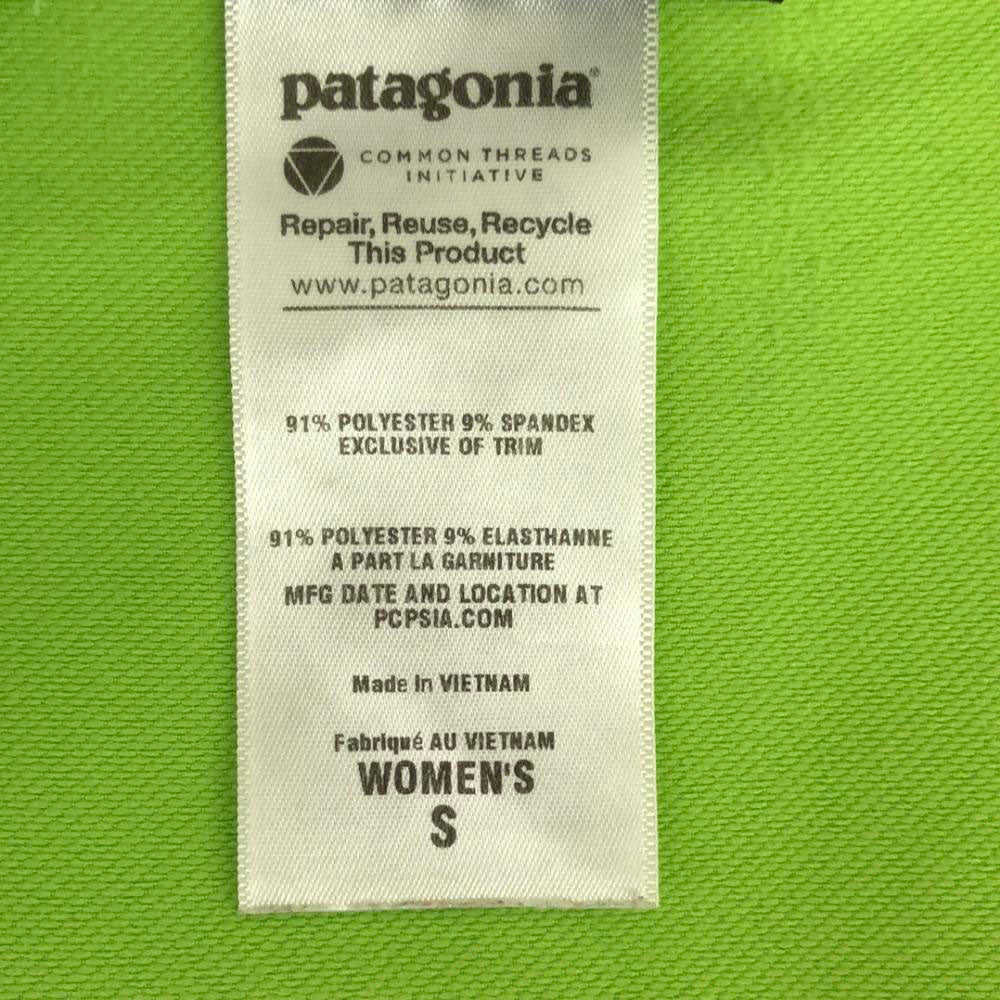 patagonia®
COMMON THREADS
INITIATIVE
Repair, Reuse, Recycle
This Product
www.patagonia.com
91% POLYESTER 9% SPANDEX
EXCLUSIVE OF TRIM
91% POLYESTER 9% ELASTHANNE
A PART LA GARNITURE
MFG DATE AND LOCATION AT
PCPSIA.COM
Made In VIETNAM
Fabriqué AU VIETNAM
WOMEN'S
S